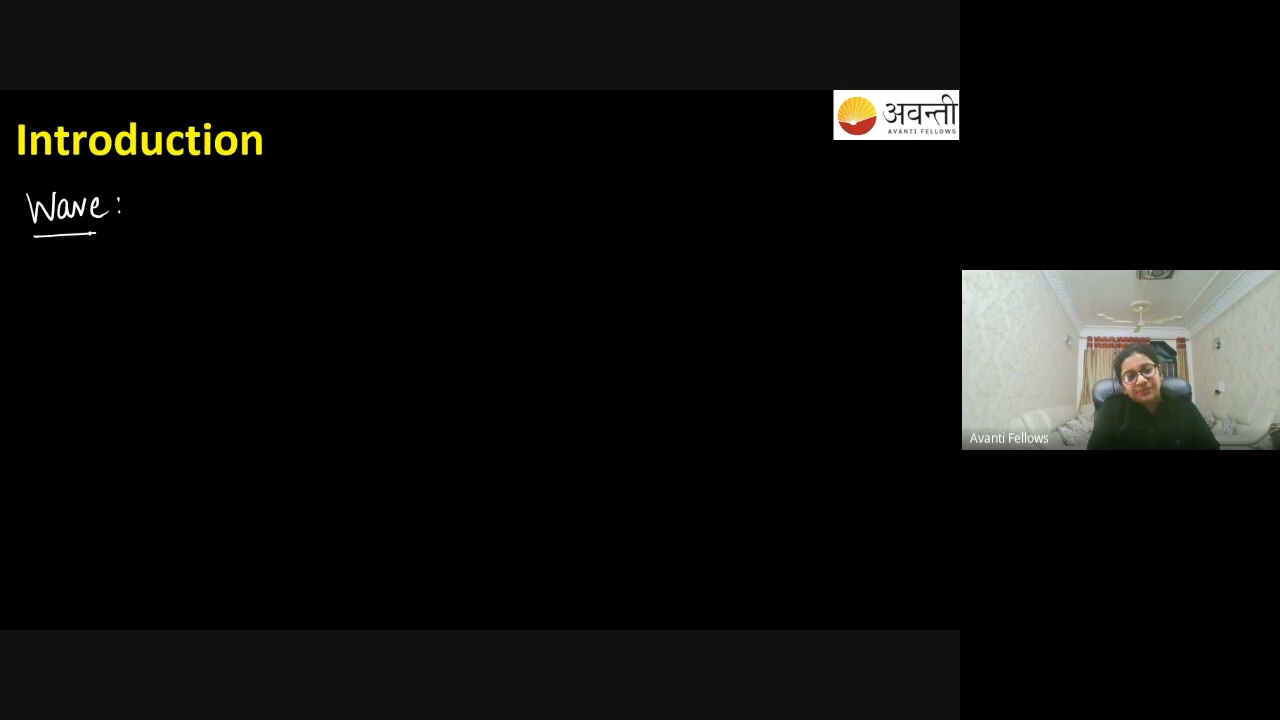 Introduction
अवन्ती
AVANTI FELLOWS
Wave:
Avanti Fellows